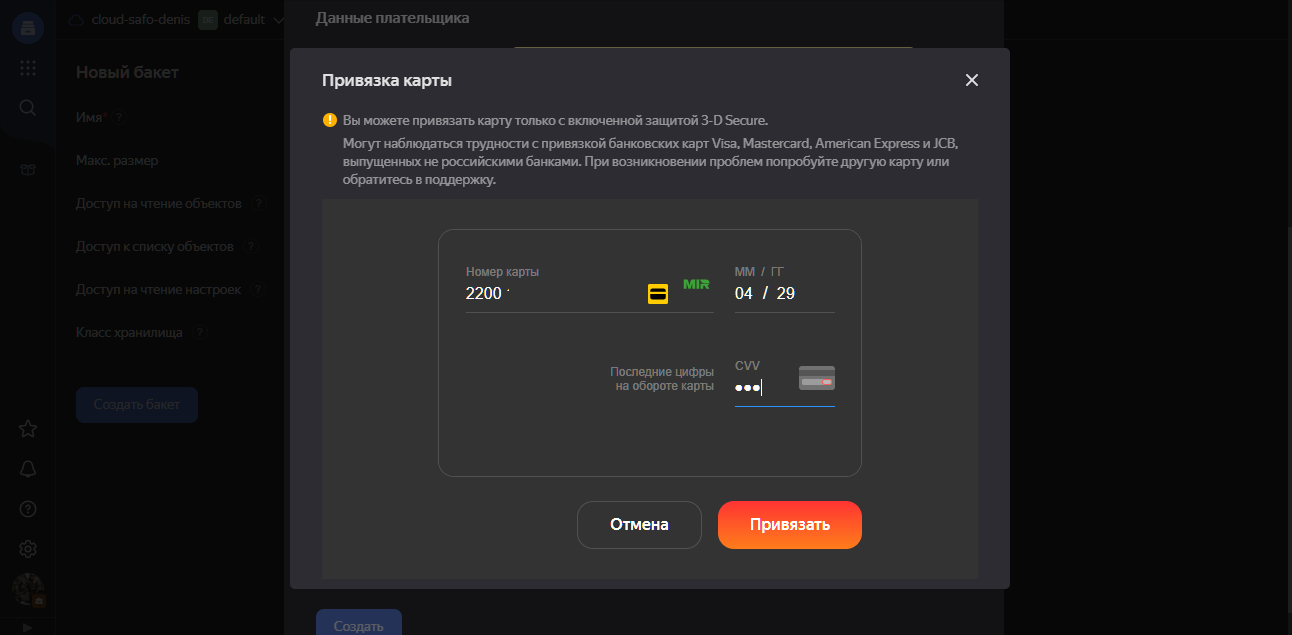 cloud-safo-denis DE default
Данные плательщика
Новый бакет
Привязка карты
Вы можете привязать карту только с включенной защитой 3-D Secure.
Имя* ?
Могут наблюдаться трудности с привязкой банковских карт Visa, Mastercard, American Express и JCB,
выпущенных не российскими банками. При возникновении проблем попробуйте другую карту или
обратитесь в поддержку.
Макс. размер
Доступ на чтение объектов ?
Доступ к списку объектов ?
Доступ на чтение настроек ?
Класс хранилища ?
Создать бакет
Номер карты
2200
MIR
ММ / ГГ
04 / 29
Последние цифры
на обороте карты
CVV
•••
Отмена
Привязать
Создать